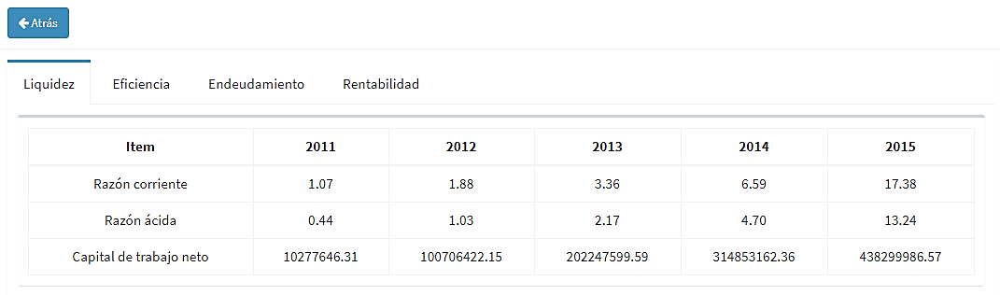 Atrás
Liquidez Eficiencia Endeudamiento Rentabilidad
Item 2011 2012 2013 2014 2015
Razón corriente 1.07 1.88 3.36 6.59 17.38
Razón ácida 0.44 1.03 2.17 4.70 13.24
Capital de trabajo neto 10277646.31 100706422.15 202247599.59 314853162.36 438299986.57